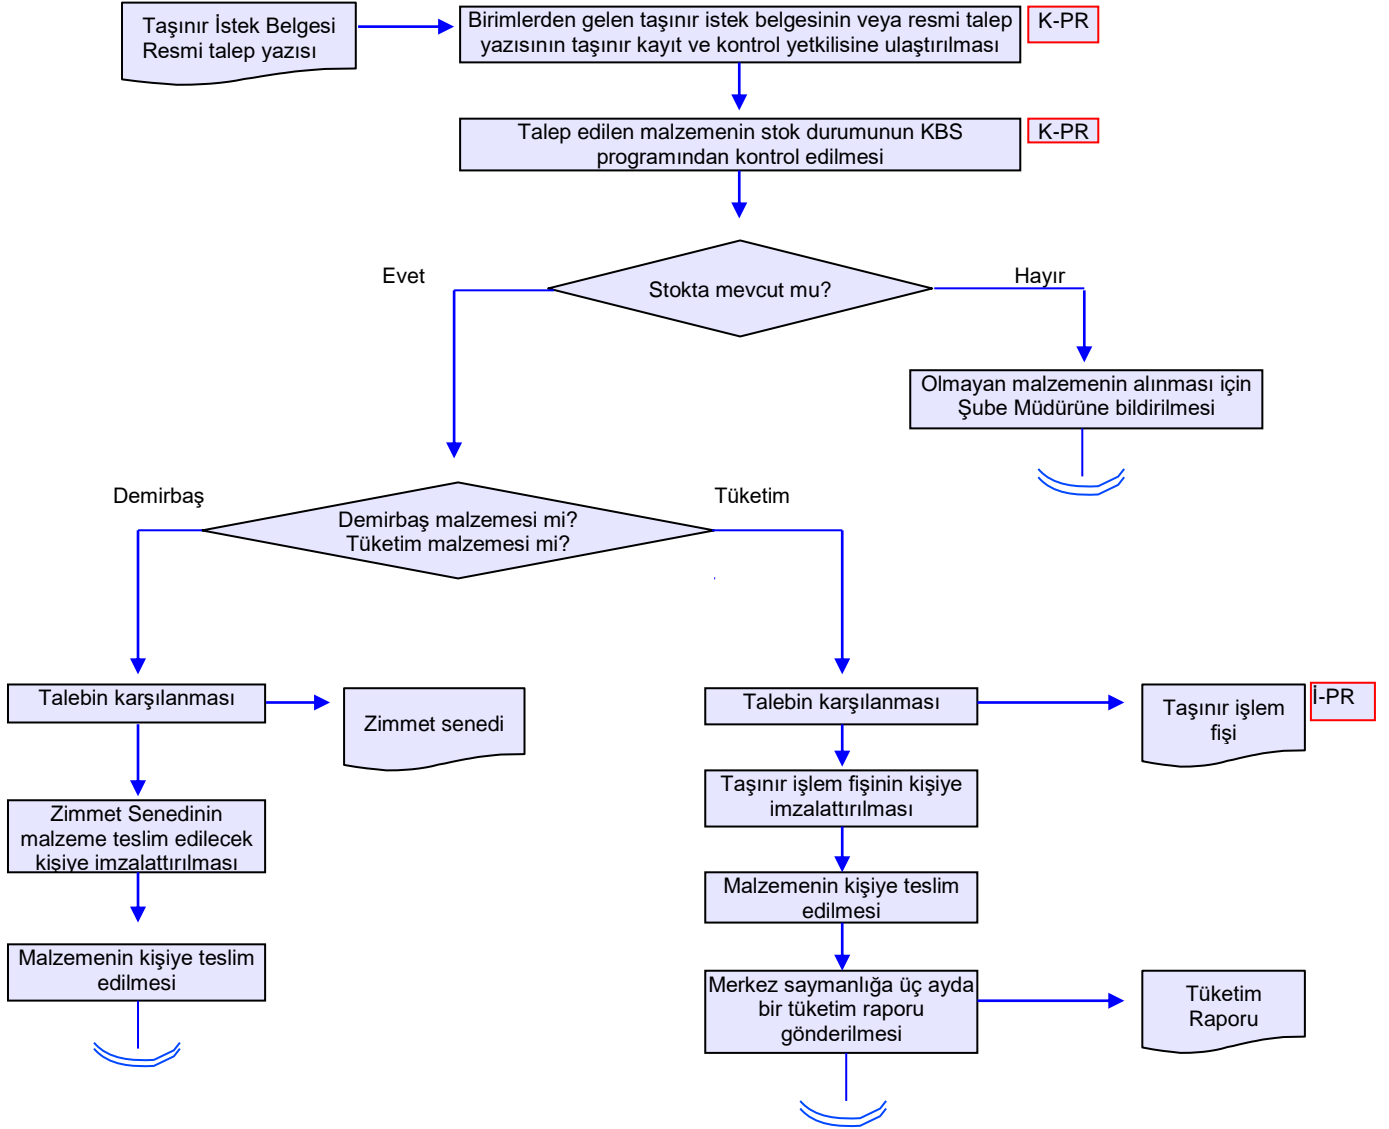 Taşınır İstek Belgesi
Resmi talep yazısı
Birimlerden gelen taşınır istek belgesinin veya resmi talep
yazısının taşınır kayıt ve kontrol yetkilisine ulaştırılması
K-PR
Talep edilen malzemenin stok durumunun KBS
programından kontrol edilmesi
K-PR
Evet
Stokta mevcut mu?
Hayır
Olmayan malzemenin alınması için
Şube Müdürüne bildirilmesi
Demirbaş
Demirbaş malzemesi mi?
Tüketim malzemesi mi?
Tüketim
Talebin karşılanması
Zimmet senedi
Talebin karşılanması
Taşınır işlem
fişi
İ-PR
Zimmet Senedinin
malzeme teslim edilecek
kişiye imzalattırılması
Taşınır işlem fişinin kişiye
imzalattırılması
Malzemenin kişiye teslim
edilmesi
Malzemenin kişiye teslim
edilmesi
Merkez saymanlığa üç ayda
bir tüketim raporu
gönderilmesi
Tüketim
Raporu